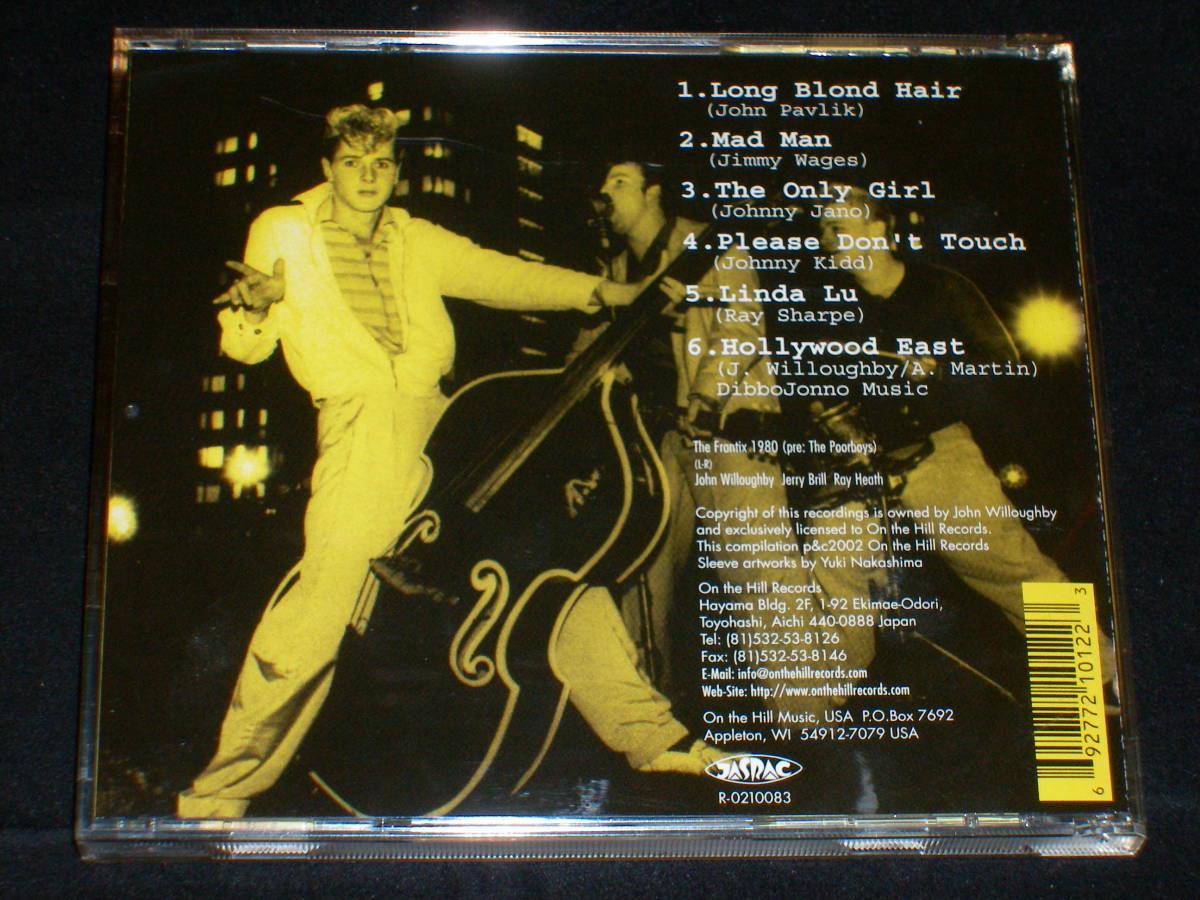 1.Long Blond Hair
(John Pavlik)
2.Mad Man
(Jimmy Wages)
3.The Only Girl
(Johnny Jano)
4.Please Don't Touch
(Johnny Kidd)
5.Linda Lu
(Ray Sharpe)
6.Hollywood East
(J. Willoughby/A. Martin)
DibboJonno Music
The Frantix 1980 (pre: The Poorboys)
(L-R)
John Willoughby Jerry Brill Ray Heath
Copyright of this recordings is owned by John Willoughby
and exclusively licensed to On the Hill Records.
This compilation p&c2002 On the Hill Records
Sleeve artworks by Yuki Nakashima
On the Hill Records
Hayama Bldg. 2F, 1-92 Ekimae-Odori,
Toyohashi, Aichi 440-0888 Japan
Tel: (81)532-53-8126
Fax: (81)532-53-8146
E-Mail: info@onthehillrecords.com
Web-Site: http://www.onthehillrecords.com
On the Hill Music, USA P.O.Box 7692
Appleton, WI 54912-7079 USA
JASRAC
R-0210083
6 92772 10122 3